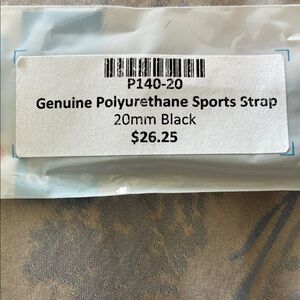 P140-20
Genuine Polyurethane Sports Strap
20mm Black
$26.25